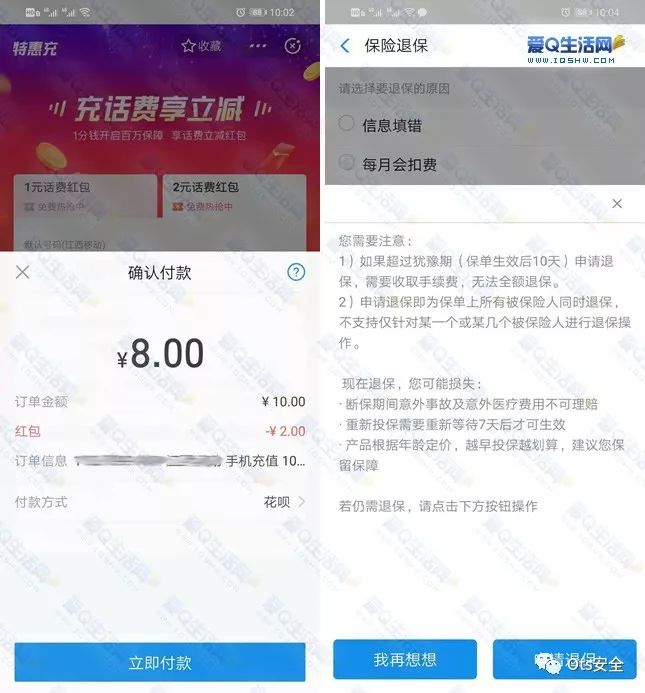 10:02
特惠充
收藏
充话费享立减
1分钱开启百万保障 享话费立减红包
1元话费红包
免费热抢中
2元话费红包
免费热抢中
默认号码(江西移动)
确认付款
¥8.00
订单金额
¥ 10.00
红包
-¥ 2.00
订单信息
手机充值 10...
付款方式
花呗
立即付款
10:04
保险退保
爱Q生活网
WWW.IQSHW.COM
请选择要退保的原因
信息填错
每月会扣费
您需要注意：
1）如果超过犹豫期（保单生效后10天）申请退
保，需要收取手续费，无法全额退保。
2）申请退保即为保单上所有被保险人同时退保，
不支持仅针对某一个或某几个被保险人进行退保操
作。
现在退保，您可能损失：
· 断保期间意外事故及意外医疗费用不可理赔
· 重新投保需要重新等待7天后才可生效
· 产品根据年龄定价，越早投保越划算，建议您保
留保障
若仍需退保，请点击下方按钮操作
我再想想
请退保
Ots安全